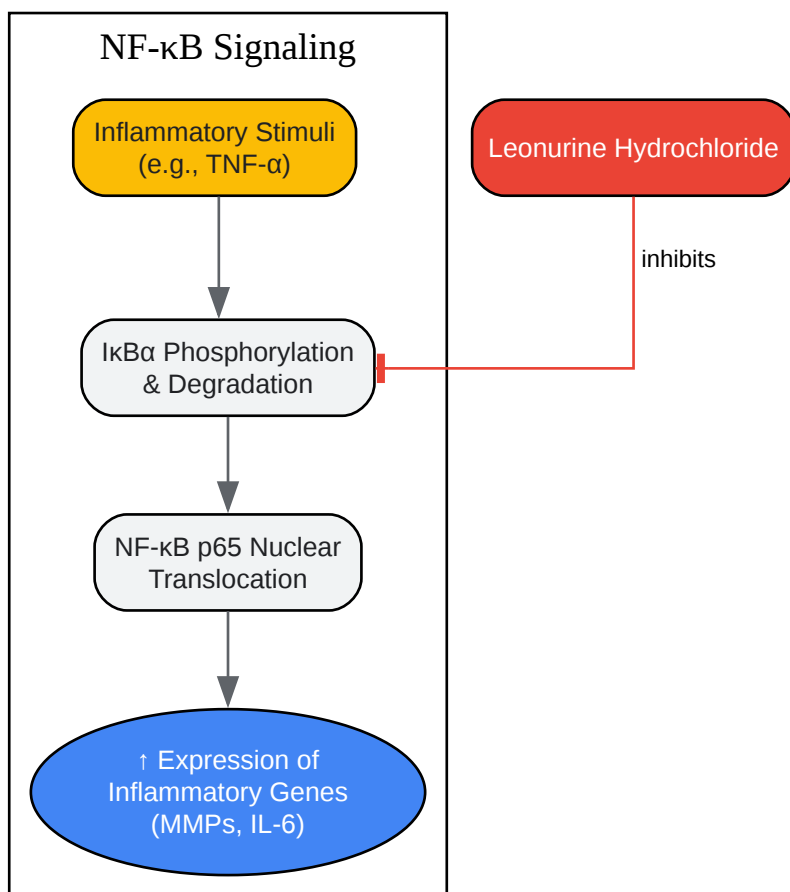 NF-κB Signaling
Inflammatory Stimuli
(e.g., TNF-α)
Leonurine Hydrochloride
inhibits
IκBα Phosphorylation
& Degradation
NF-κB p65 Nuclear
Translocation
↑ Expression of
Inflammatory Genes
(MMPs, IL-6)